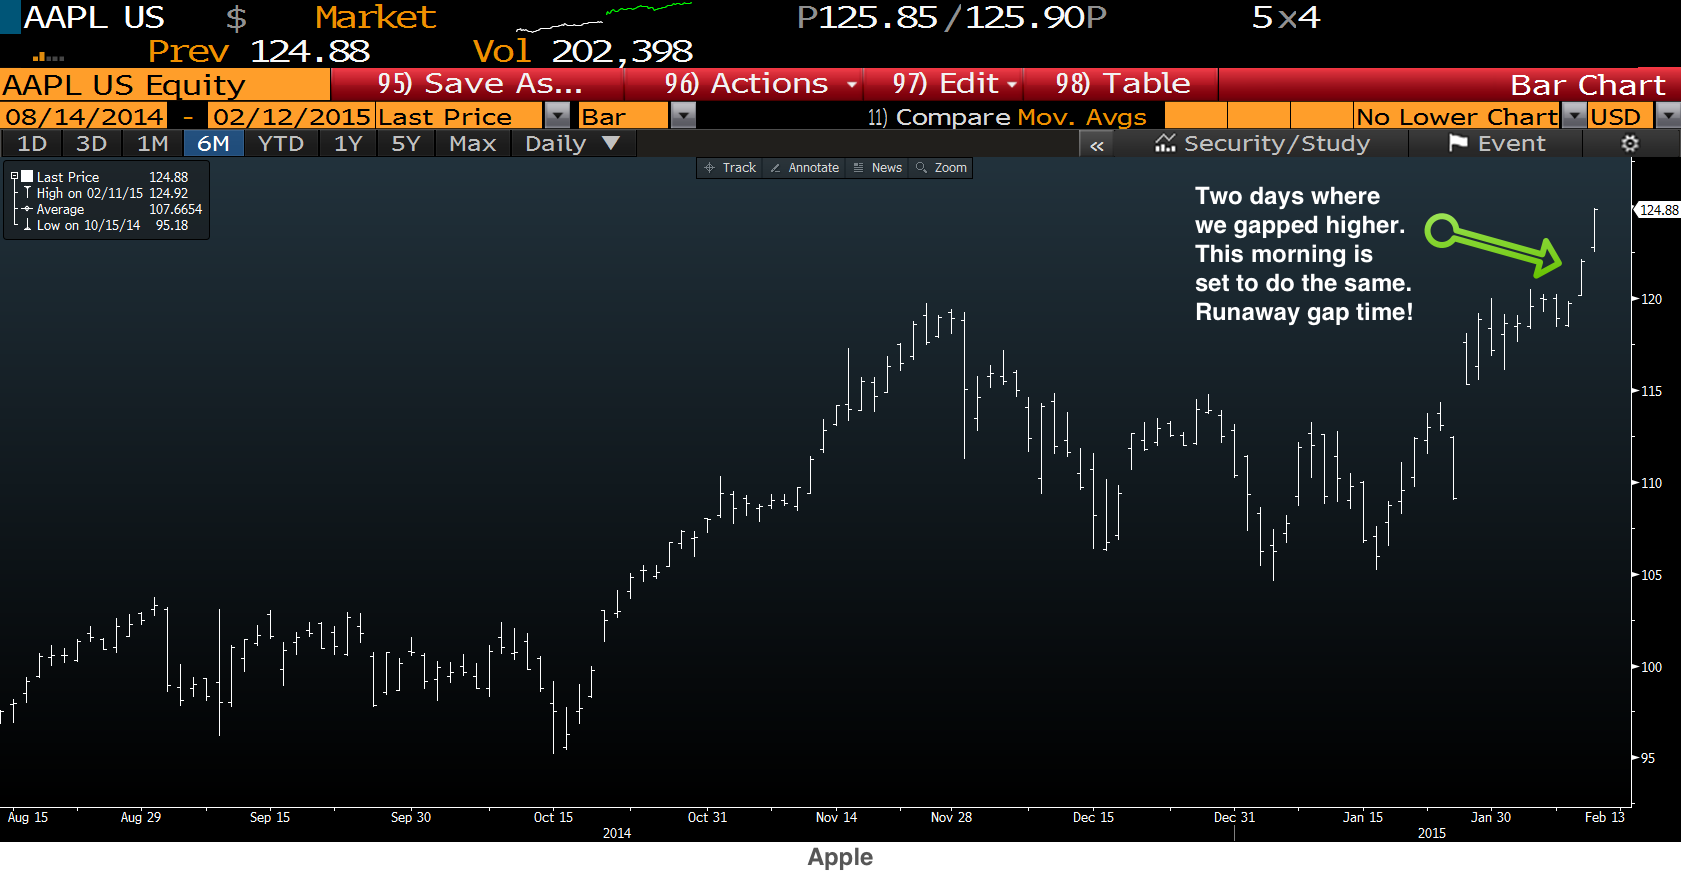 AAPL US $ Market P125.85/125.90P 5x4
Prev 124.88 Vol 202,398
AAPL US Equity 95) Save As... 96) Actions 97) Edit 98) Table Bar Chart
08/14/2014 - 02/12/2015 Last Price Bar 11) Compare Mov. Avgs No Lower Chart USD
1D 3D 1M 6M YTD 1Y 5Y Max Daily ▼ « Security/Study Event
Track Annotate News Zoom
Last Price 124.88
High on 02/11/15 124.92
Average 107.6654
Low on 10/15/14 95.18
Two days where
we gapped higher.
This morning is
set to do the same.
Runaway gap time!
124.88
120
115
110
105
100
95
Aug 15 Aug 29 Sep 15 Sep 30 Oct 15 Oct 31 Nov 14 Nov 28 Dec 15 Dec 31 Jan 15 Jan 30 Feb 13
2014 2015
Apple